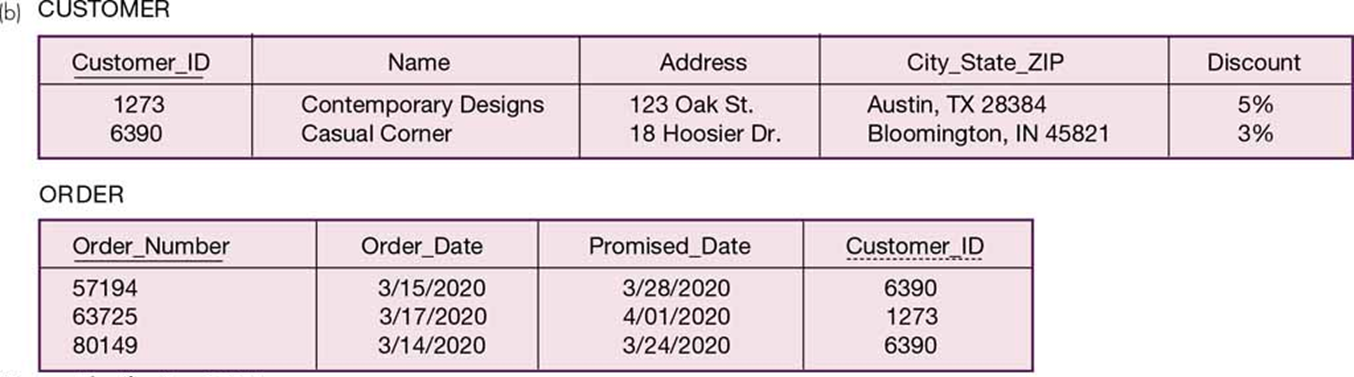 (b) CUSTOMER
Customer_ID Name Address City_State_ZIP Discount
1273 Contemporary Designs 123 Oak St. Austin, TX 28384 5%
6390 Casual Corner 18 Hoosier Dr. Bloomington, IN 45821 3%
ORDER
Order_Number Order_Date Promised_Date Customer_ID
57194 3/15/2020 3/28/2020 6390
63725 3/17/2020 4/01/2020 1273
80149 3/14/2020 3/24/2020 6390